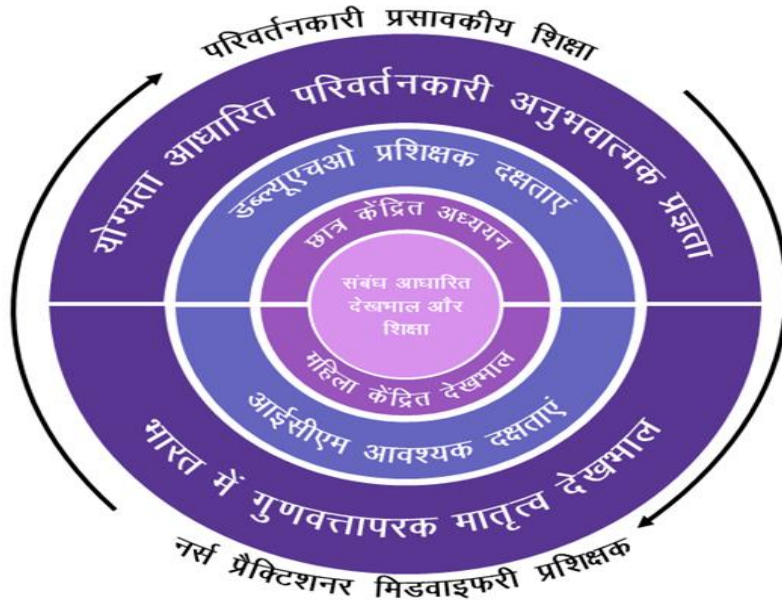 परिवर्तनकारी प्रसावकीय शिक्षा
योग्यता आधारित परिवर्तनकारी अनुभवात्मक प्रज्ञता
डब्ल्यूएचओ प्रशिक्षक दक्षताएं
छात्र केंद्रित अध्ययन
संबंध आधारित
देखभाल और
शिक्षा
महिला केंद्रित देखभाल
आईसीएम आवश्यक दक्षताएं
भारत में गुणवत्तापरक मातृत्व देखभाल
नर्स प्रैक्टिशनर मिडवाइफरी प्रशिक्षक